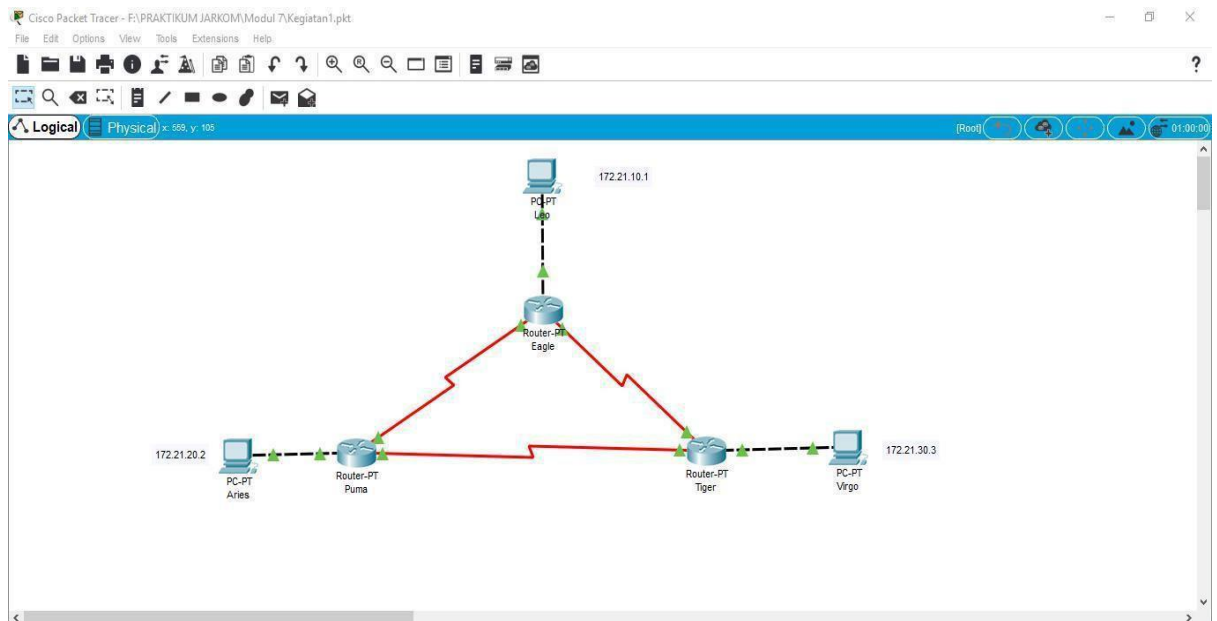 Cisco Packet Tracer - F:\PRAKTIKUM JARKOM\Modul 7\Kegiatan1.pkt
File Edit Options View Tools Extensions Help
?
Logical Physical x: 559, y: 105 [Root] 01:00:00
172.21.10.1
PC-PT
Leo
Router-PT
Eagle
172.21.20.2
PC-PT
Aries
Router-PT
Puma
Router-PT
Tiger
PC-PT
Virgo
172.21.30.3